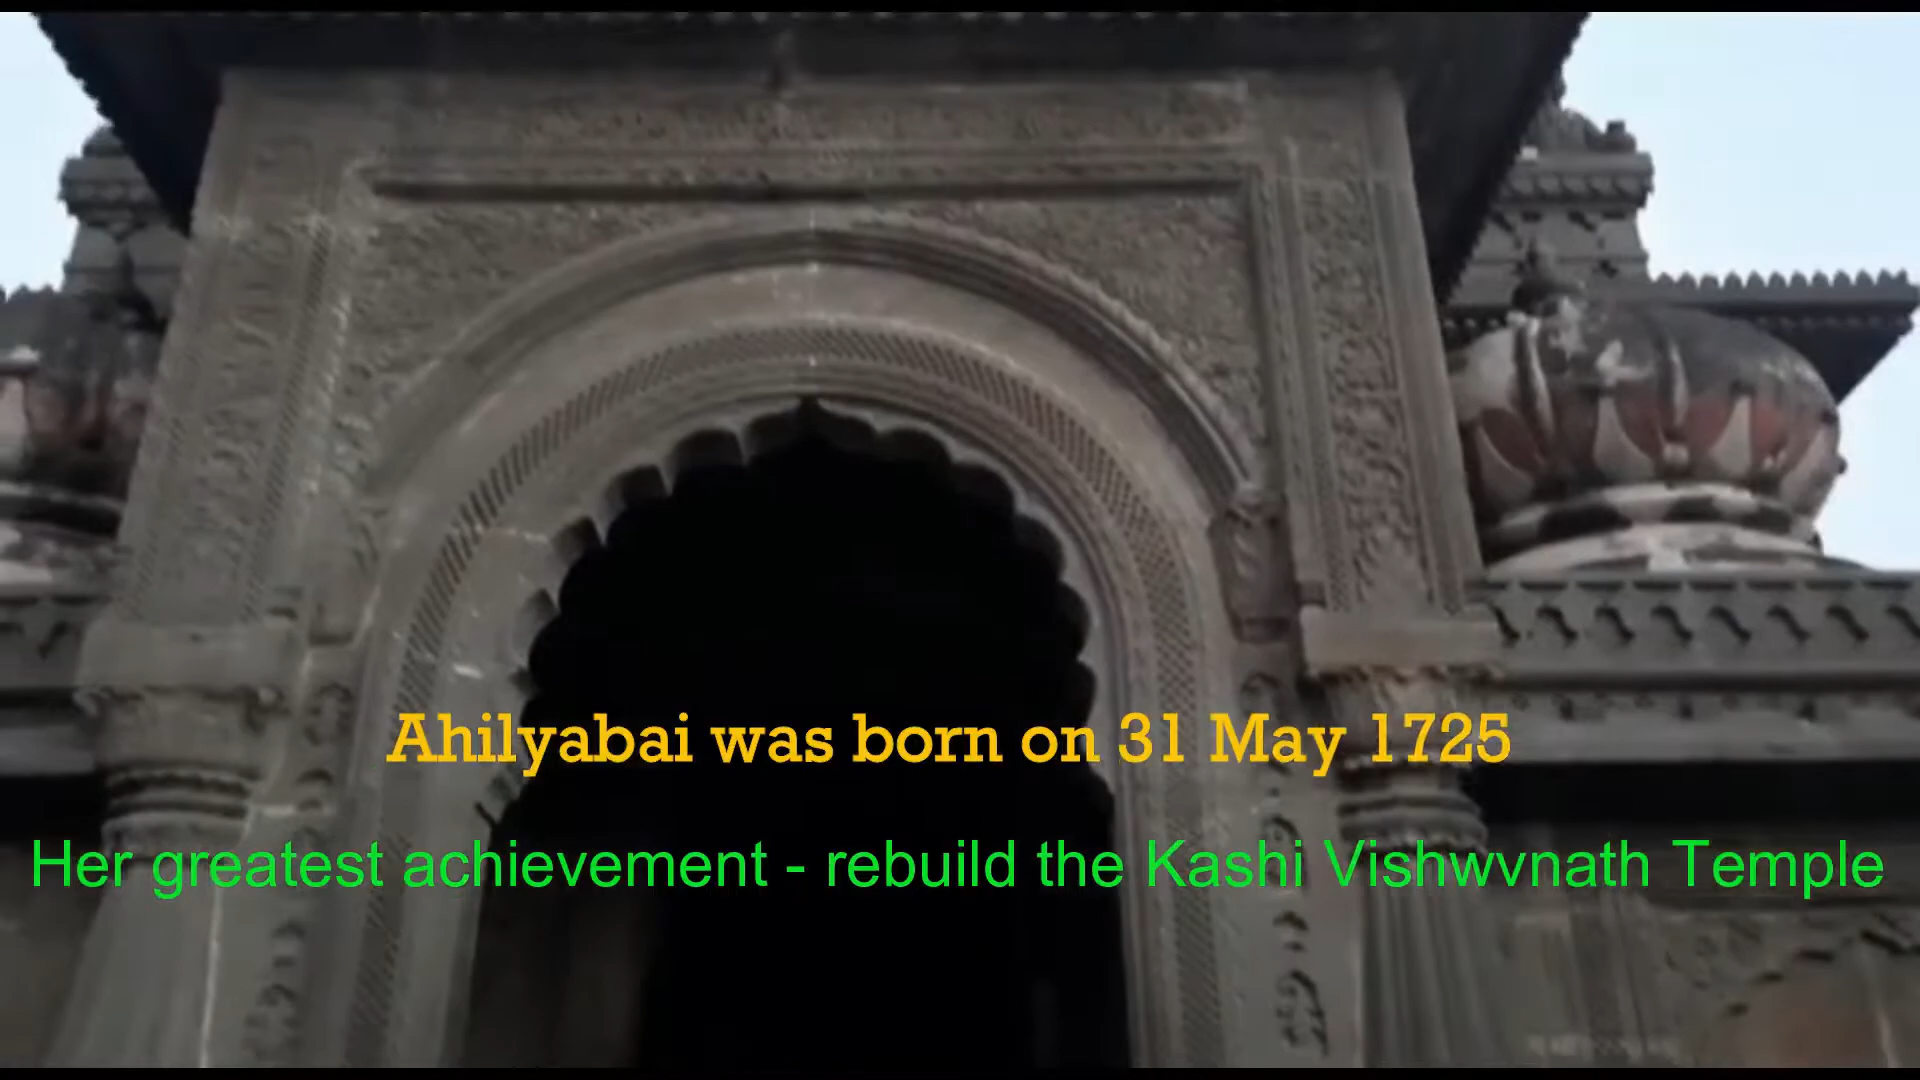 Ahilyabai was born on 31 May 1725
Her greatest achievement - rebuild the Kashi Vishwvnath Temple